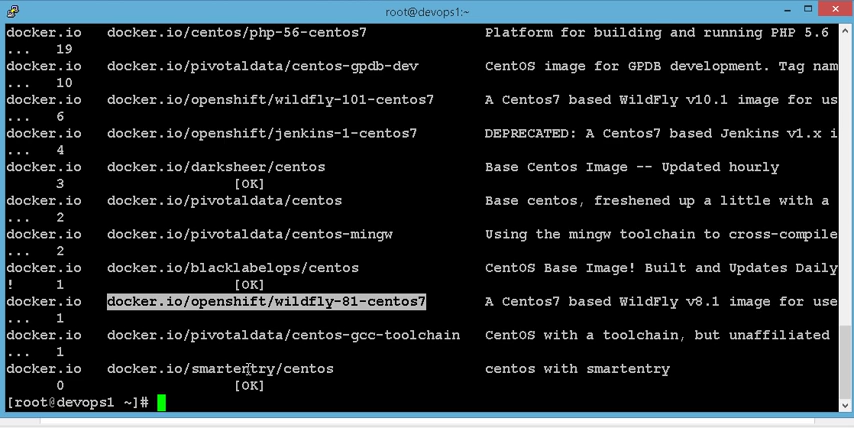 root@devops1:~
docker.io docker.io/centos/php-56-centos7 Platform for building and running PHP 5.6
... 19
docker.io docker.io/pivotaldata/centos-gpdb-dev CentOS image for GPDB development. Tag nam
... 10
docker.io docker.io/openshift/wildfly-101-centos7 A Centos7 based WildFly v10.1 image for us
... 6
docker.io docker.io/openshift/jenkins-1-centos7 DEPRECATED: A Centos7 based Jenkins v1.x i
... 4
docker.io docker.io/darksheer/centos Base Centos Image -- Updated hourly
3 [OK]
docker.io docker.io/pivotaldata/centos Base centos, freshened up a little with a
... 2
docker.io docker.io/pivotaldata/centos-mingw Using the mingw toolchain to cross-compile
... 2
docker.io docker.io/blacklabelops/centos CentOS Base Image! Built and Updates Daily
! 1 [OK]
docker.io docker.io/openshift/wildfly-81-centos7 A Centos7 based WildFly v8.1 image for use
... 1
docker.io docker.io/pivotaldata/centos-gcc-toolchain CentOS with a toolchain, but unaffiliated
... 1
docker.io docker.io/smartentry/centos centos with smartentry
0 [OK]
[root@devops1 ~]#